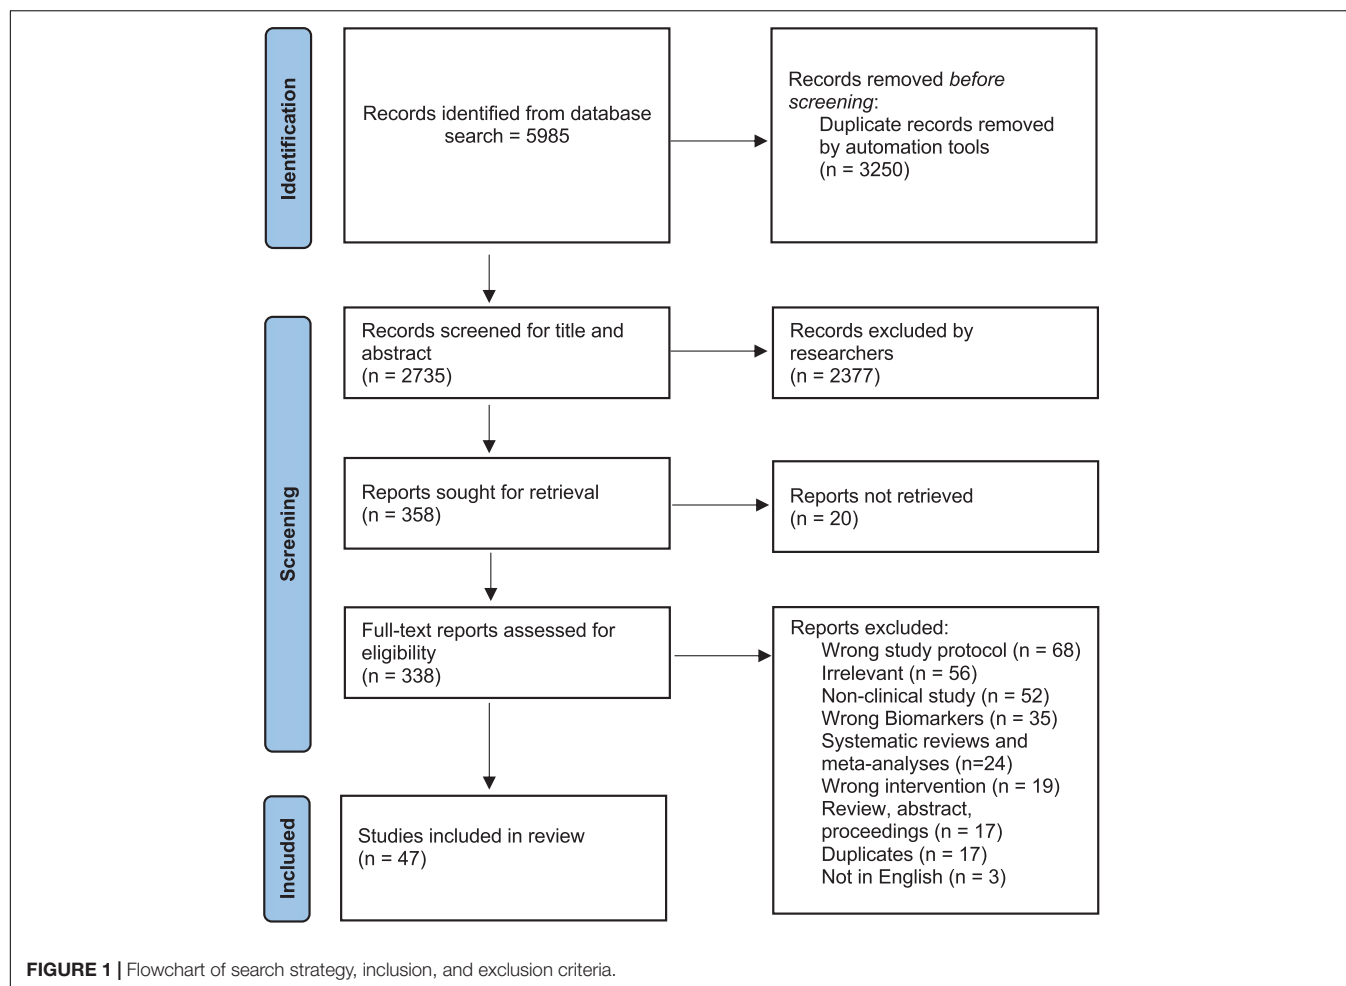 Identification
Records identified from database
search = 5985
Records removed before
screening:
Duplicate records removed
by automation tools
(n = 3250)
Screening
Records screened for title and
abstract
(n = 2735)
Records excluded by
researchers
(n = 2377)
Reports sought for retrieval
(n = 358)
Reports not retrieved
(n = 20)
Full-text reports assessed for
eligibility
(n = 338)
Reports excluded:
Wrong study protocol (n = 68)
Irrelevant (n = 56)
Non-clinical study (n = 52)
Wrong Biomarkers (n = 35)
Systematic reviews and
meta-analyses (n=24)
Wrong intervention (n = 19)
Review, abstract,
proceedings (n = 17)
Duplicates (n = 17)
Not in English (n = 3)
Included
Studies included in review
(n = 47)
FIGURE 1 | Flowchart of search strategy, inclusion, and exclusion criteria.